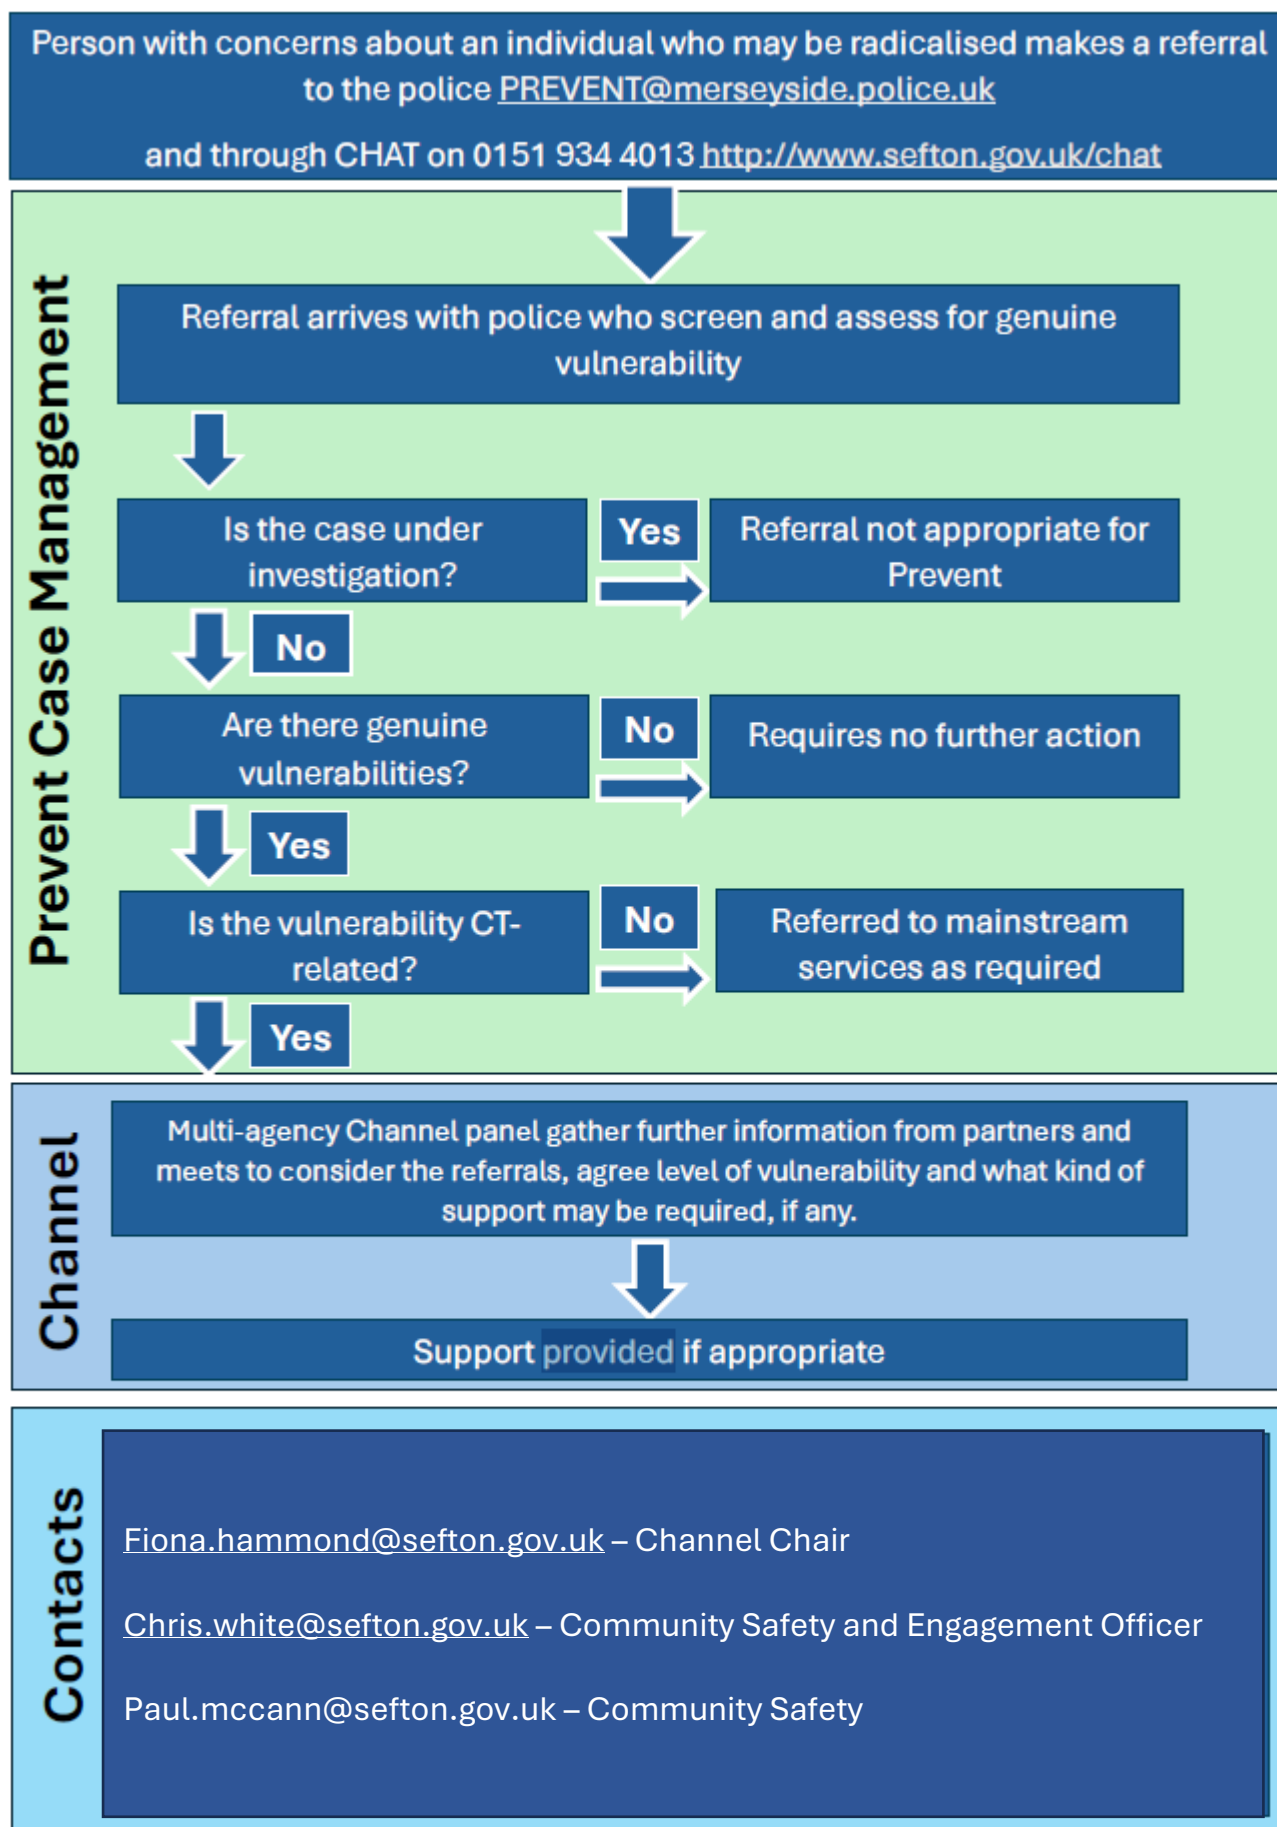 Person with concerns about an individual who may be radicalised makes a referral
to the police PREVENT@merseyside.police.uk
and through CHAT on 0151 934 4013 http://www.sefton.gov.uk/chat
Prevent Case Management
Referral arrives with police who screen and assess for genuine
vulnerability
Is the case under
investigation?
Yes
Referral not appropriate for
Prevent
No
Are there genuine
vulnerabilities?
No
Requires no further action
Yes
Is the vulnerability CT-
related?
No
Referred to mainstream
services as required
Yes
Channel
Multi-agency Channel panel gather further information from partners and
meets to consider the referrals, agree level of vulnerability and what kind of
support may be required, if any.
Support provided if appropriate
Contacts
Fiona.hammond@sefton.gov.uk – Channel Chair
Chris.white@sefton.gov.uk – Community Safety and Engagement Officer
Paul.mccann@sefton.gov.uk – Community Safety